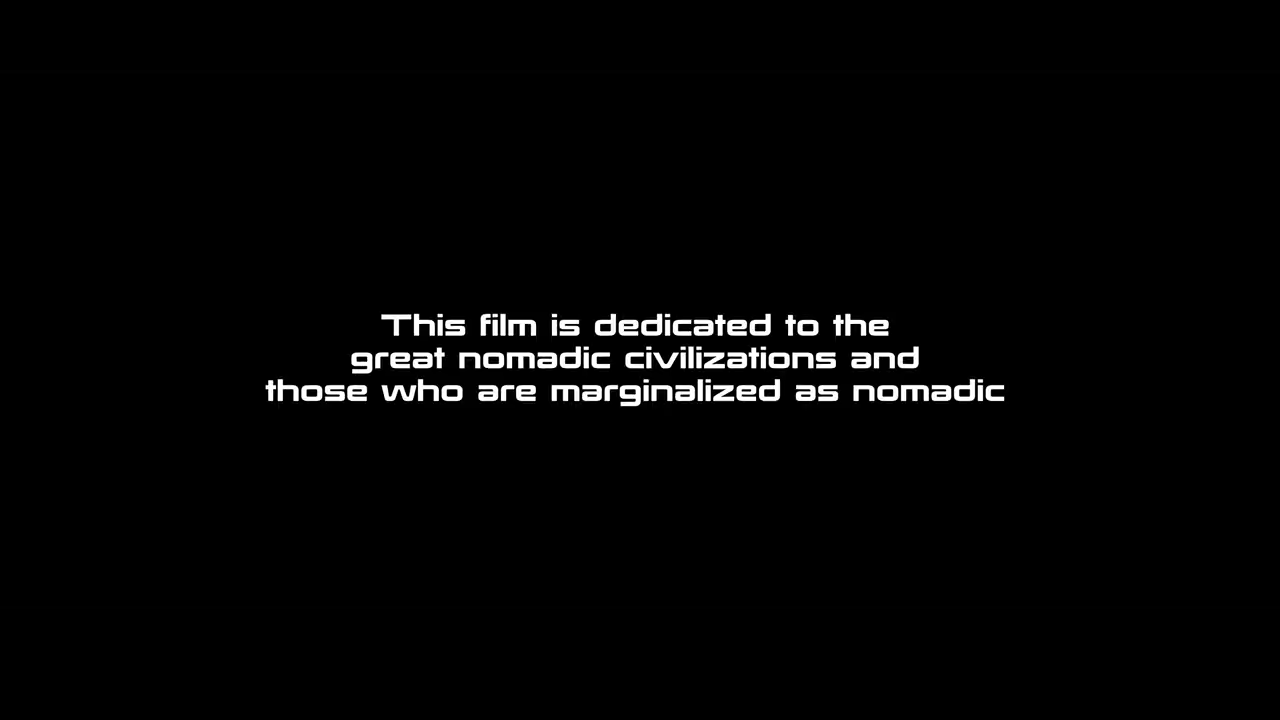 This film is dedicated to the
great nomadic civilizations and
those who are marginalized as nomadic